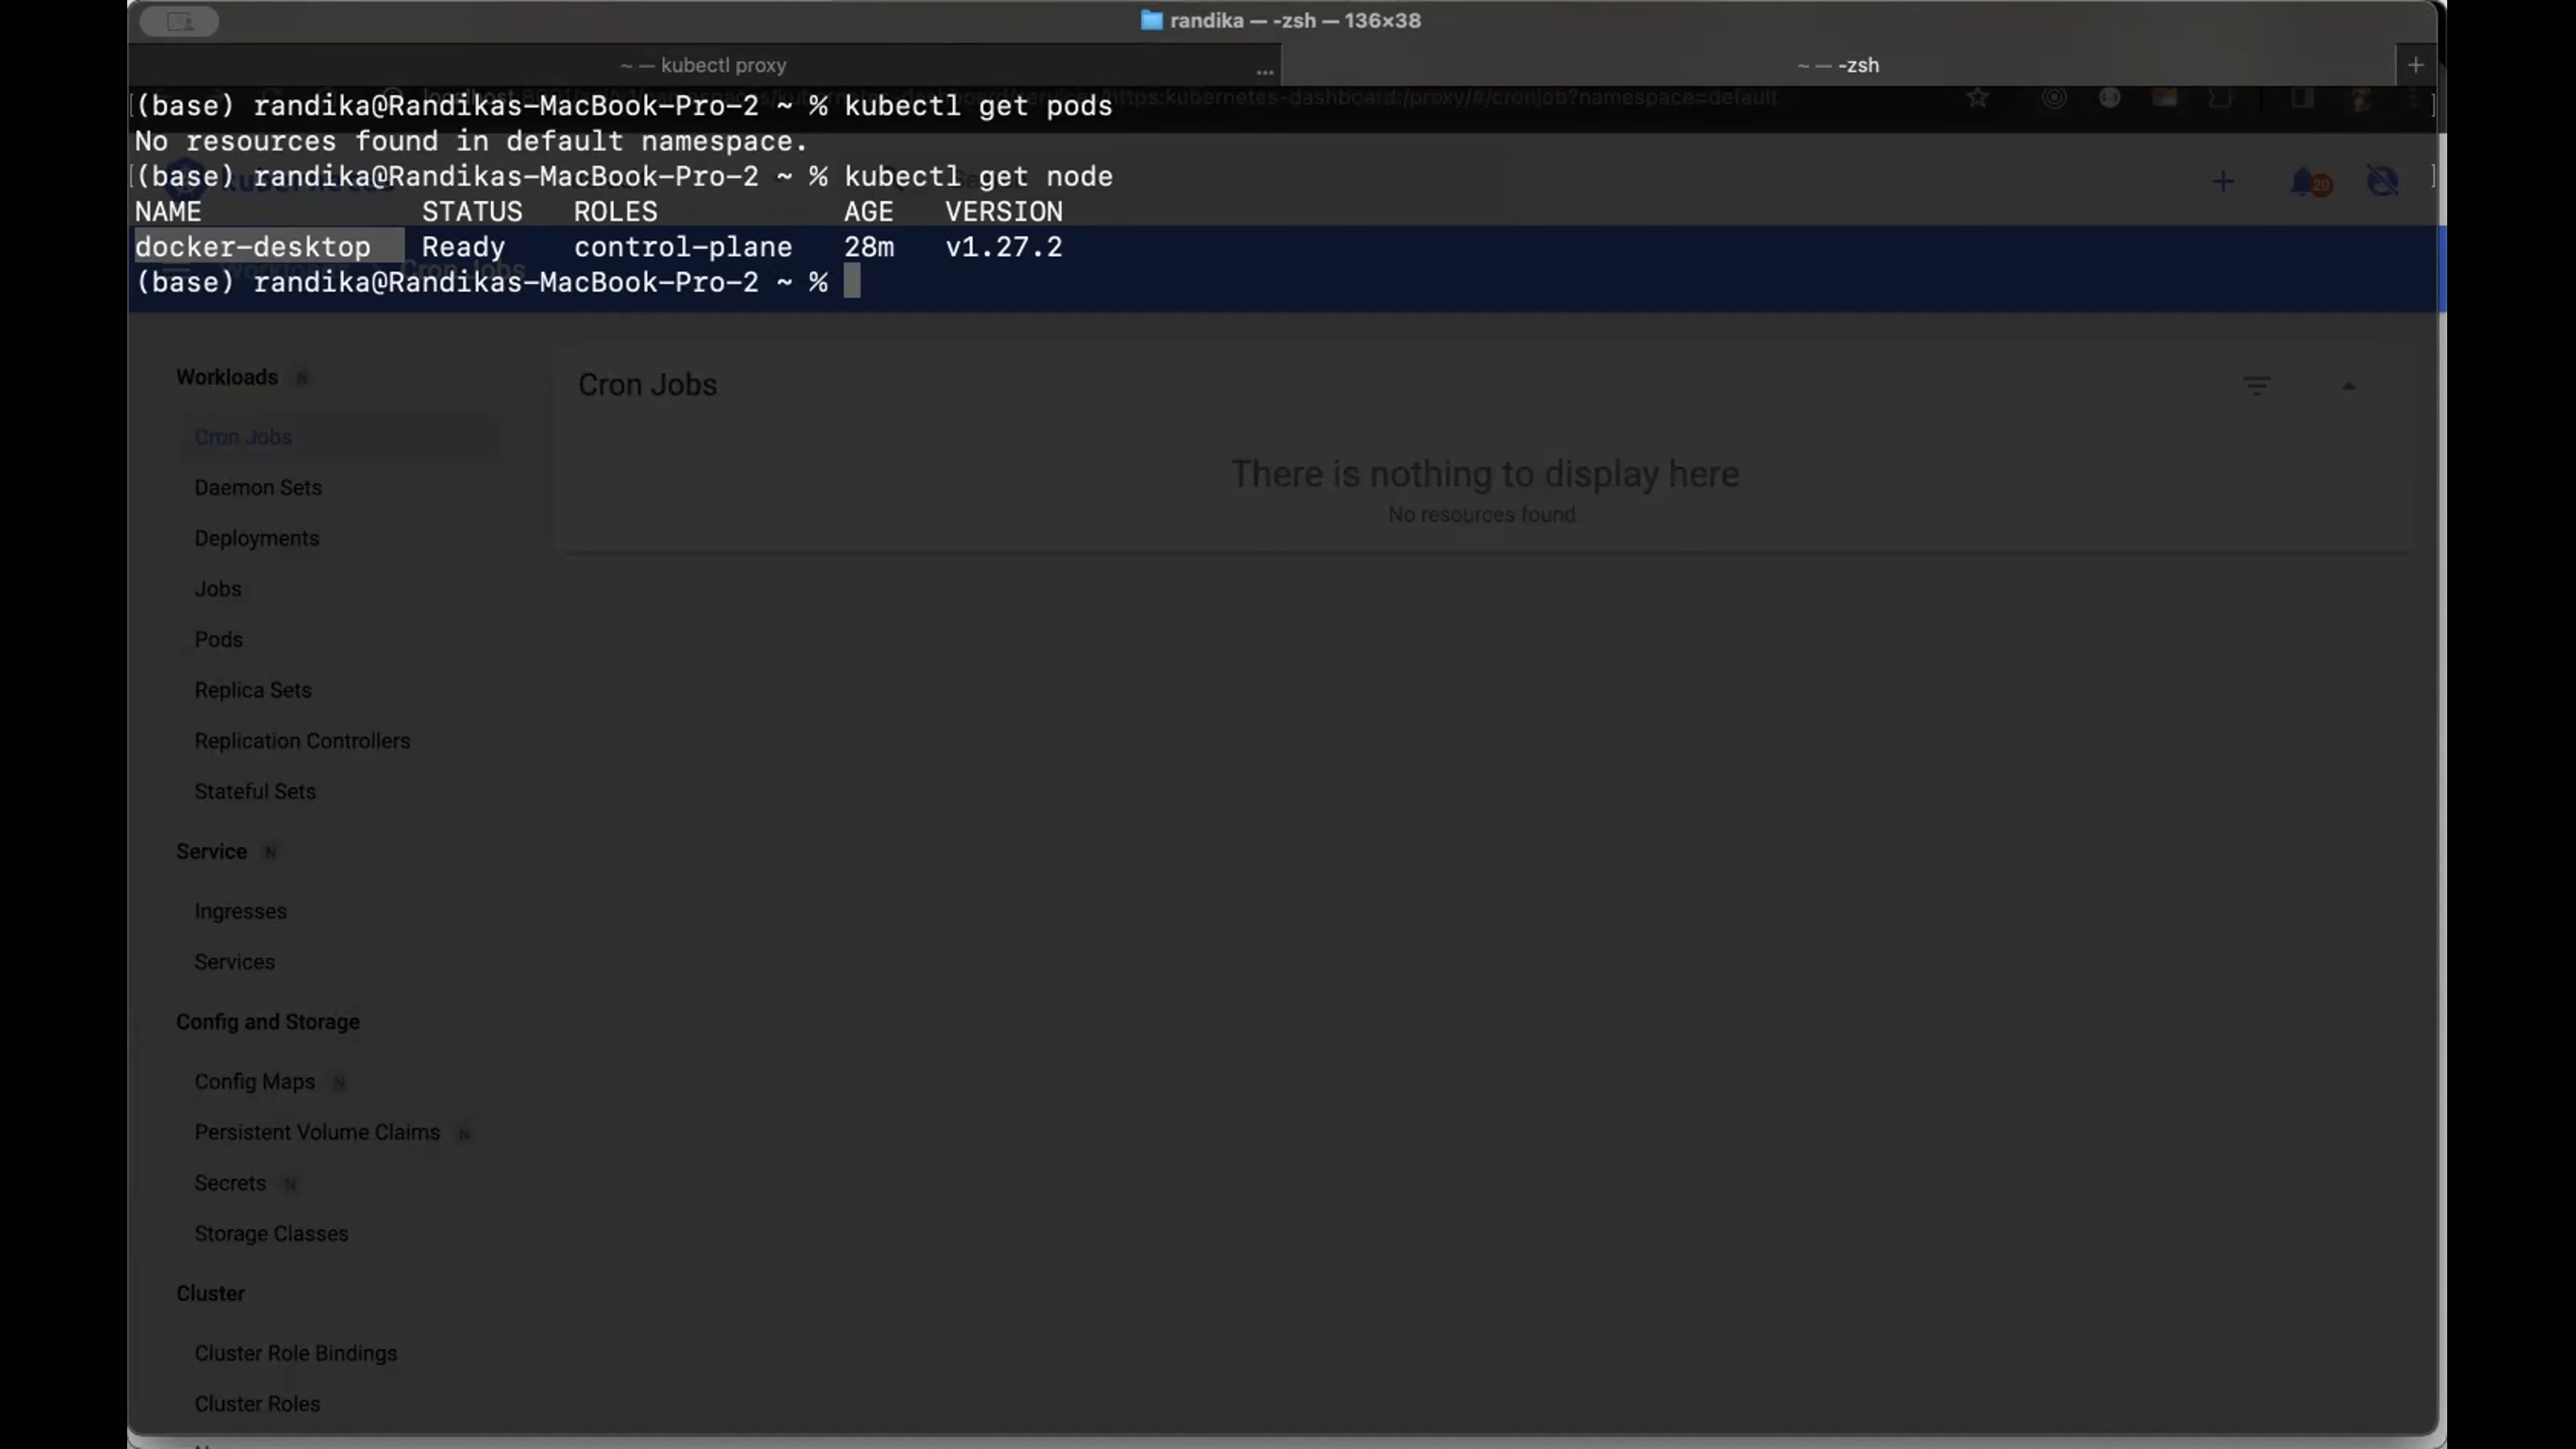 randika — -zsh — 136×38
~ — kubectl proxy
...
~ — -zsh
+
(base) randika@Randikas-MacBook-Pro-2 ~ % kubectl get pods
No resources found in default namespace.
(base) randika@Randikas-MacBook-Pro-2 ~ % kubectl get node
20
NAME STATUS ROLES AGE VERSION
docker-desktop Ready control-plane 28m v1.27.2
Cron Jobs
(base) randika@Randikas-MacBook-Pro-2 ~ %
Workloads N
Cron Jobs
Daemon Sets
Deployments
Jobs
Pods
Replica Sets
Replication Controllers
Stateful Sets
Service N
Ingresses
Services
Config and Storage
Config Maps N
Persistent Volume Claims N
Secrets N
Storage Classes
Cluster
Cluster Role Bindings
Cluster Roles
Cron Jobs
There is nothing to display here
No resources found.